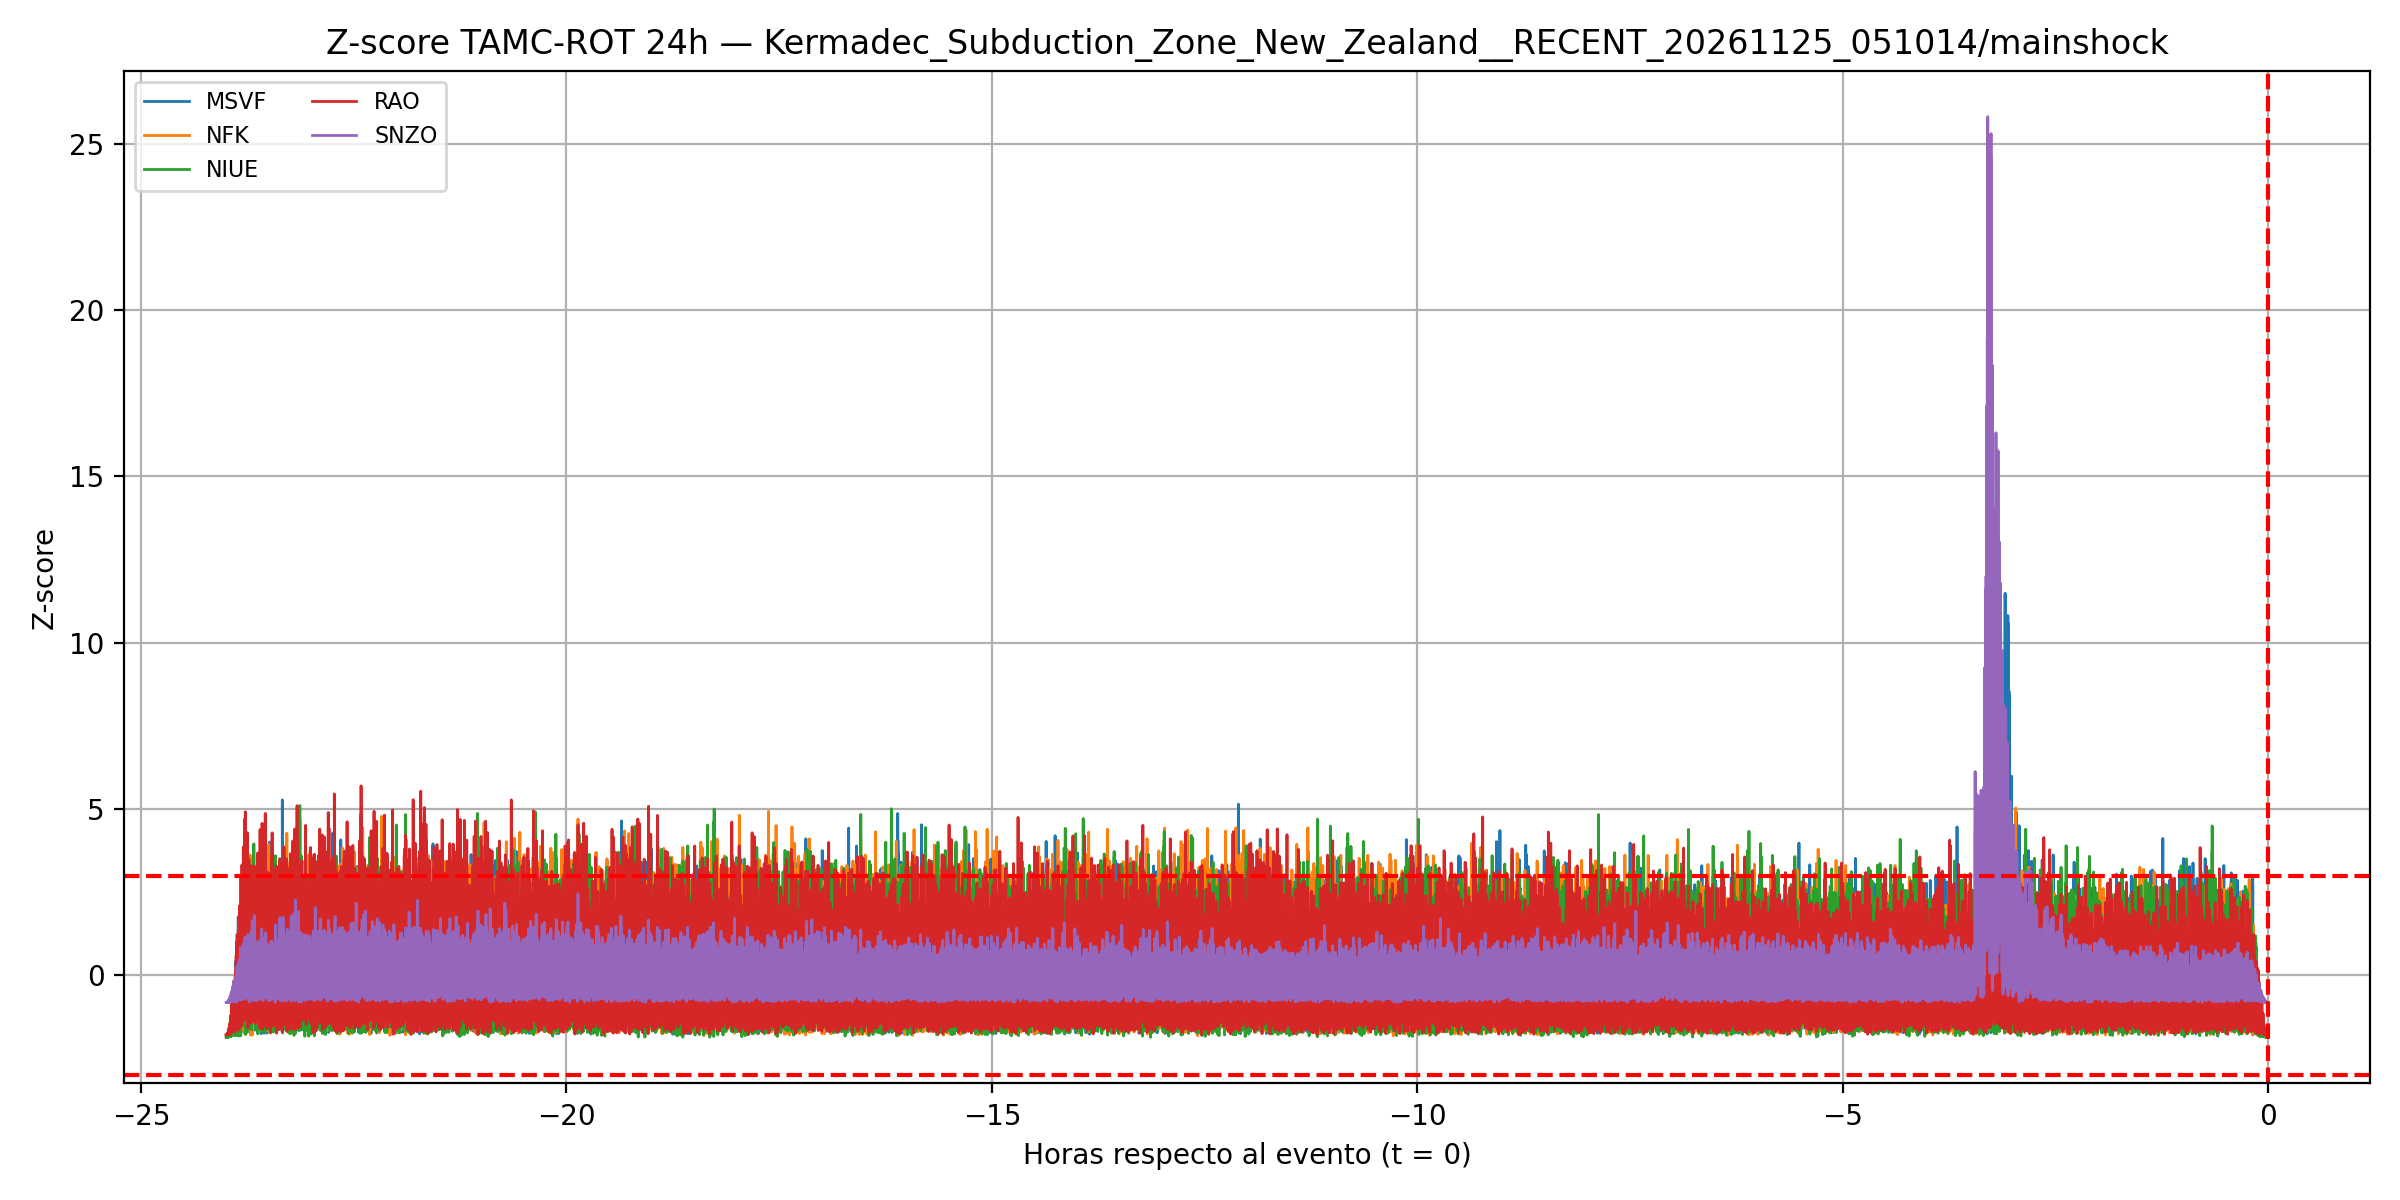 Z-score TAMC-ROT 24h — Kermadec_Subduction_Zone_New_Zealand__RECENT_20261125_051014/mainshock
MSVF
NFK
NIUE
RAO
SNZO
25
20
15
10
5
0
Z-score
−25
−20
−15
−10
−5
0
Horas respecto al evento (t = 0)